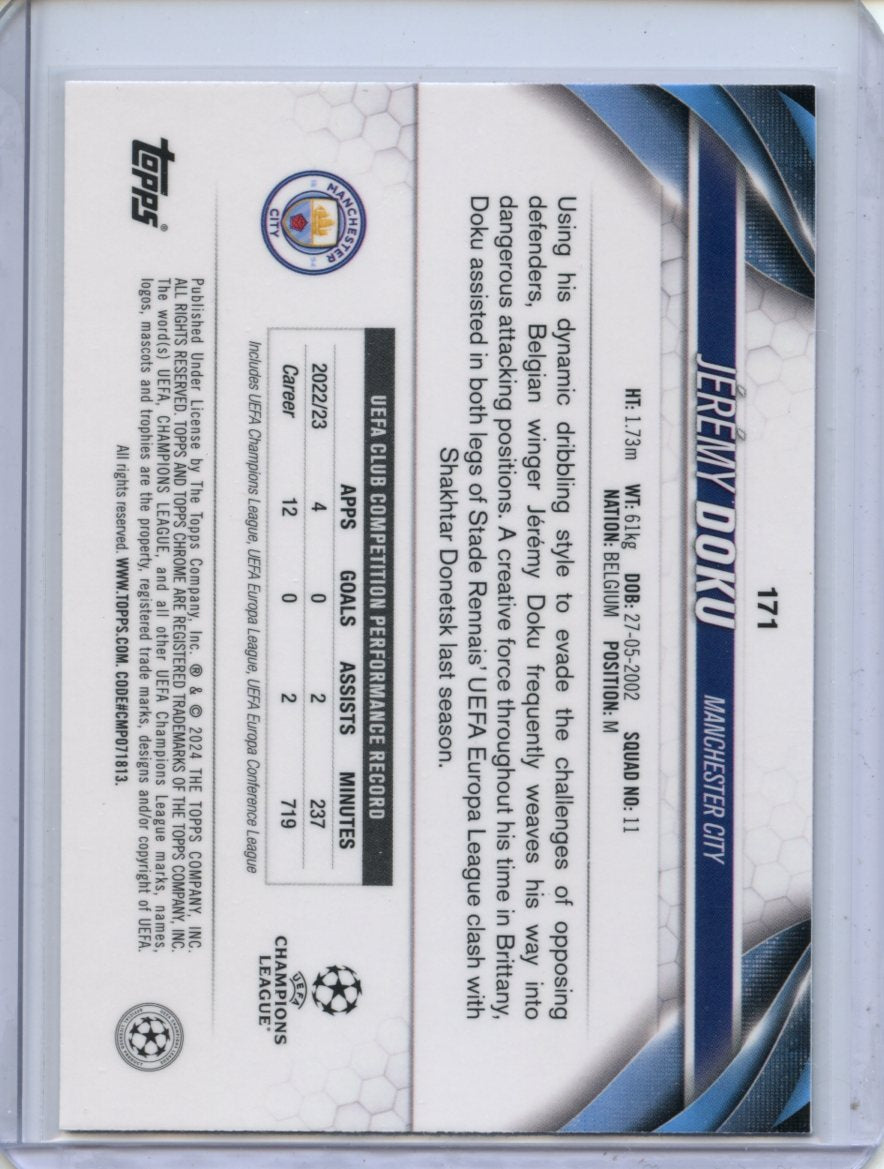 171
JÉRÉMY DOKU MANCHESTER CITY
HT: 1.73m WT: 61kg DOB: 27-05-2002 SQUAD NO: 11
NATION: BELGIUM POSITION: M
Using his dynamic dribbling style to evade the challenges of opposing
defenders, Belgian winger Jérémy Doku frequently weaves his way into
dangerous attacking positions. A creative force throughout his time in Brittany,
Doku assisted in both legs of Stade Rennais' UEFA Europa League clash with
Shakhtar Donetsk last season.
MANCHESTER
CITY
UEFA CLUB COMPETITION PERFORMANCE RECORD
APPS GOALS ASSISTS MINUTES
2022/23 4 0 2 237
Career 12 0 2 719
Includes UEFA Champions League, UEFA Europa League, UEFA Europa Conference League
UEFA
CHAMPIONS
LEAGUE®
topps®
Published Under License by The Topps Company, Inc. ® & © 2024 THE TOPPS COMPANY, INC.
ALL RIGHTS RESERVED. TOPPS AND TOPPS CHROME ARE REGISTERED TRADEMARKS OF THE TOPPS COMPANY, INC.
The word(s) UEFA, CHAMPIONS LEAGUE, and all other UEFA Champions League marks, names,
logos, mascots and trophies are the property, registered trade marks, designs and/or copyright of UEFA.
All rights reserved. WWW.TOPPS.COM. CODE#CMP071813.